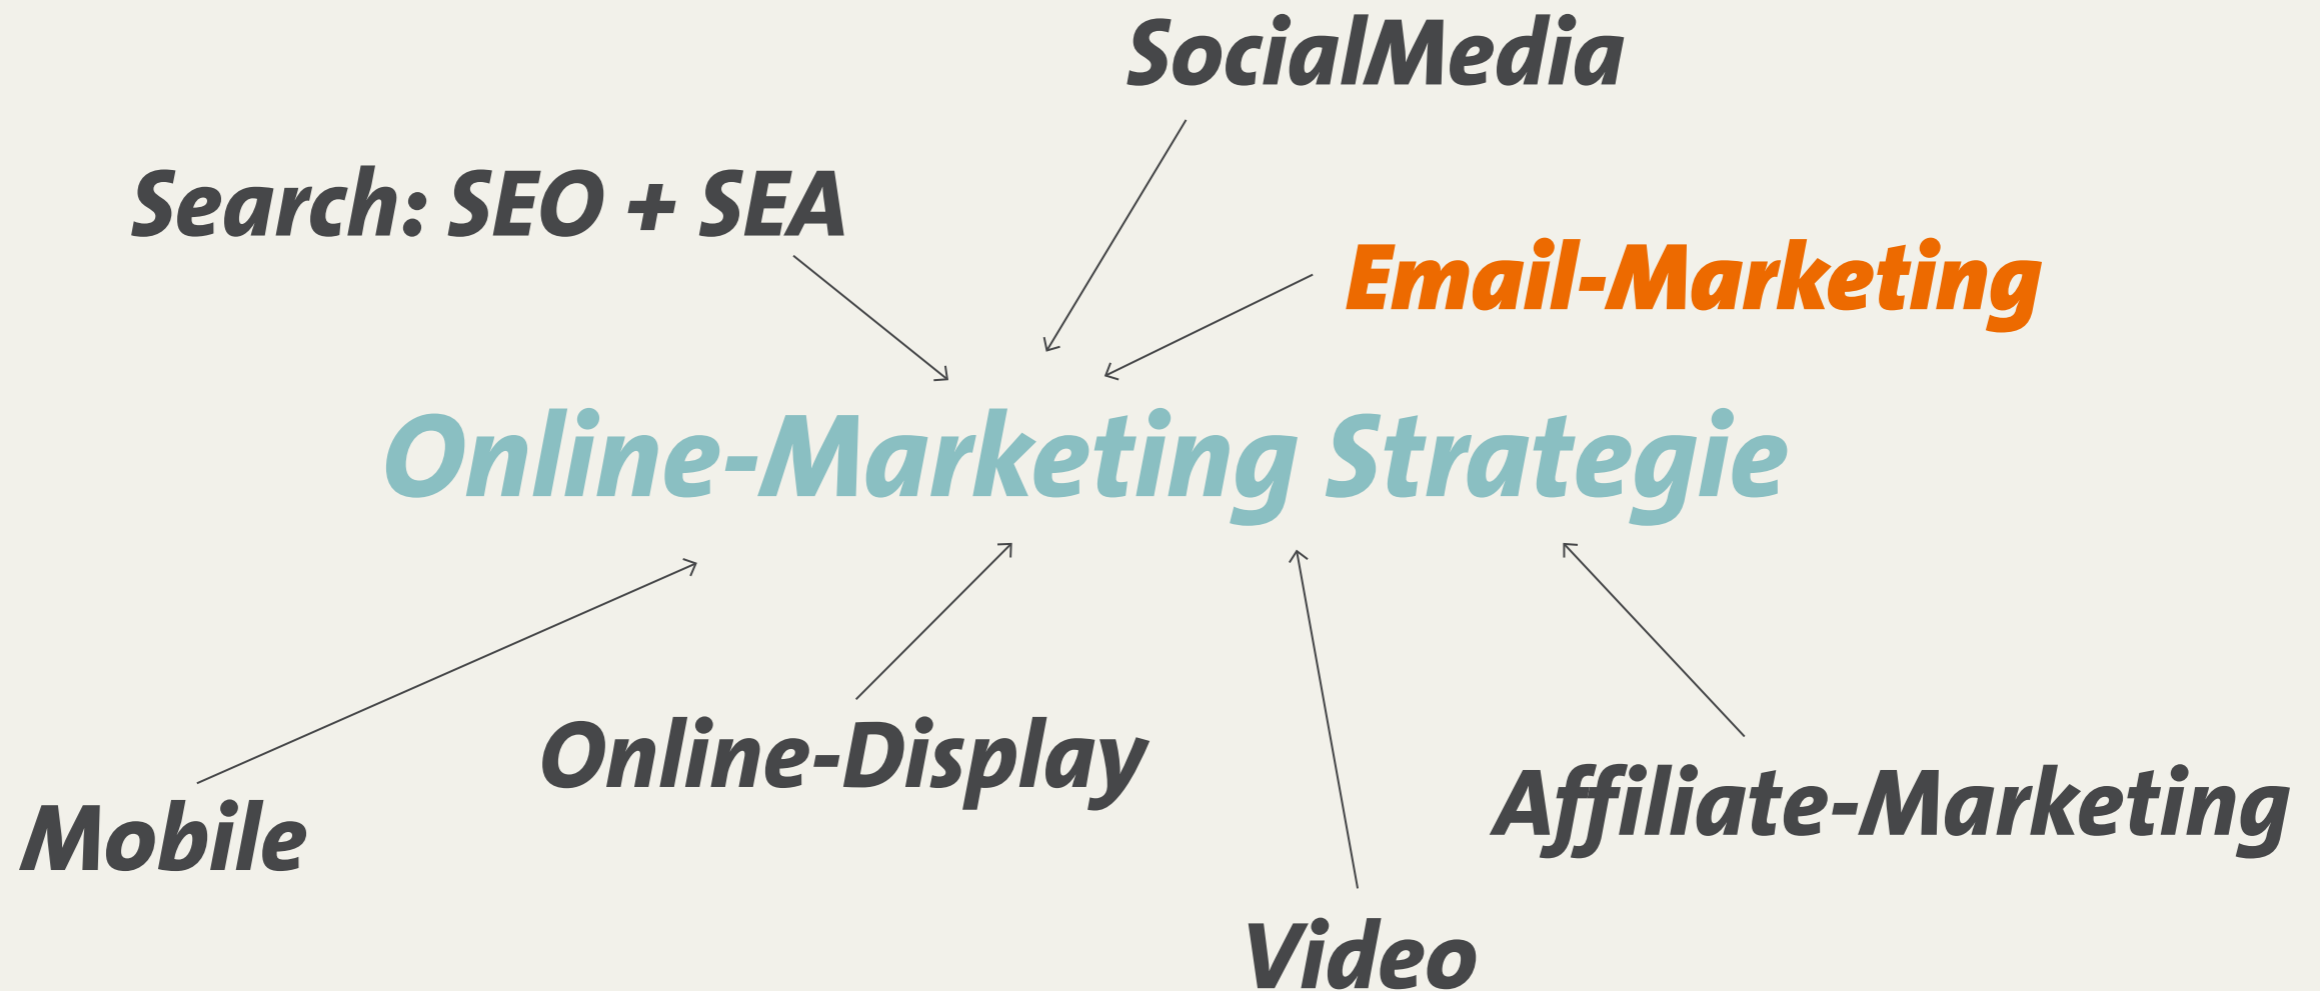 SocialMedia
Search: SEO + SEA
Email-Marketing
Online-Marketing Strategie
Online-Display
Mobile
Affiliate-Marketing
Video